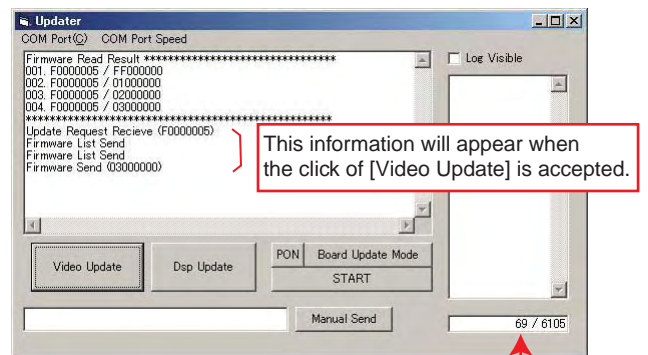 Updater
COM Port(C) COM Port Speed
Firmware Read Result *********************************
001. F0000005 / FF000000
002. F0000005 / 01000000
003. F0000005 / 02000000
004. F0000005 / 03000000
*****************************************************
Update Request Recieve (F0000005)
Firmware List Send
Firmware List Send
Firmware Send (03000000)
Log Visible
This information will appear when
the click of [Video Update] is accepted.
Video Update
Dsp Update
PON
Board Update Mode
START
Manual Send
69 / 6105